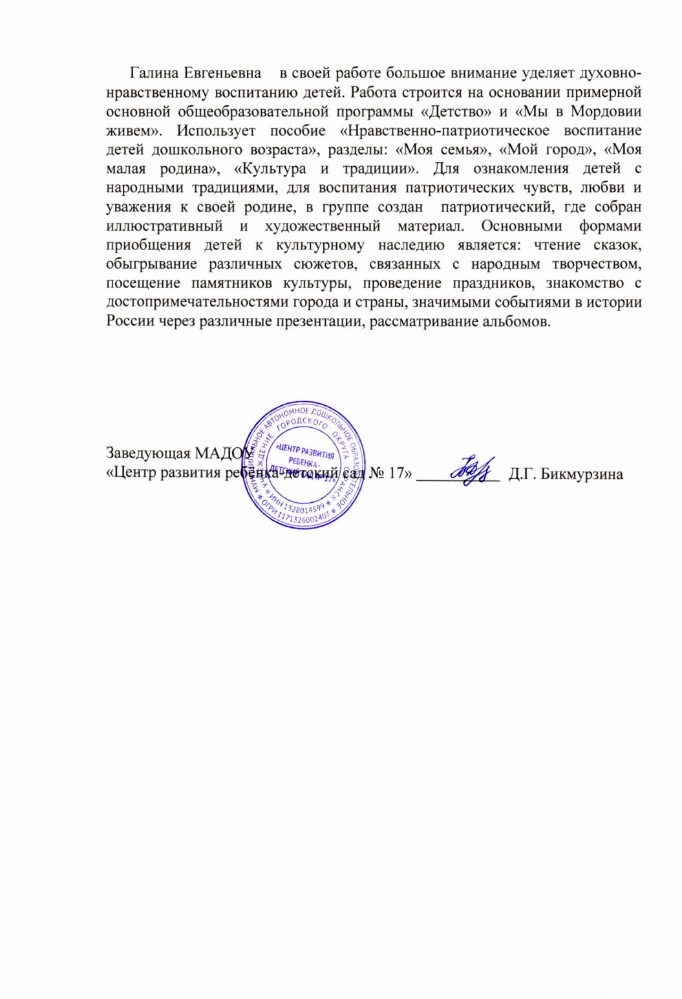 Галина Евгеньевна в своей работе большое внимание уделяет духовно-
нравственному воспитанию детей. Работа строится на основании примерной
основной общеобразовательной программы «Детство» и «Мы в Мордовии
живем». Использует пособие «Нравственно-патриотическое воспитание
детей дошкольного возраста», разделы: «Моя семья», «Мой город», «Моя
малая родина», «Культура и традиции». Для ознакомления детей с
народными традициями, для воспитания патриотических чувств, любви и
уважения к своей родине, в группе создан патриотический, где собран
иллюстративный и художественный материал. Основными формами
приобщения детей к культурному наследию является: чтение сказок,
обыгрывание различных сюжетов, связанных с народным творчеством,
посещение памятников культуры, проведение праздников, знакомство с
достопримечательностями города и страны, значимыми событиями в истории
России через различные презентации, рассматривание альбомов.
Заведующая МАДОУ
«Центр развития ребенка-детский сад № 17» __________ Д.Г. Бикмурзина
МУНИЦИПАЛЬНОЕ АВТОНОМНОЕ ДОШКОЛЬНОЕ ОБРАЗОВАТЕЛЬНОЕ
УЧРЕЖДЕНИЕ ГОРОДСКОГО ОКРУГА САРАНСК
«ЦЕНТР РАЗВИТИЯ
РЕБЕНКА -
ДЕТСКИЙ САД № 17»
* ИНН 1328014599 *
* ОГРН 1171326002407 *